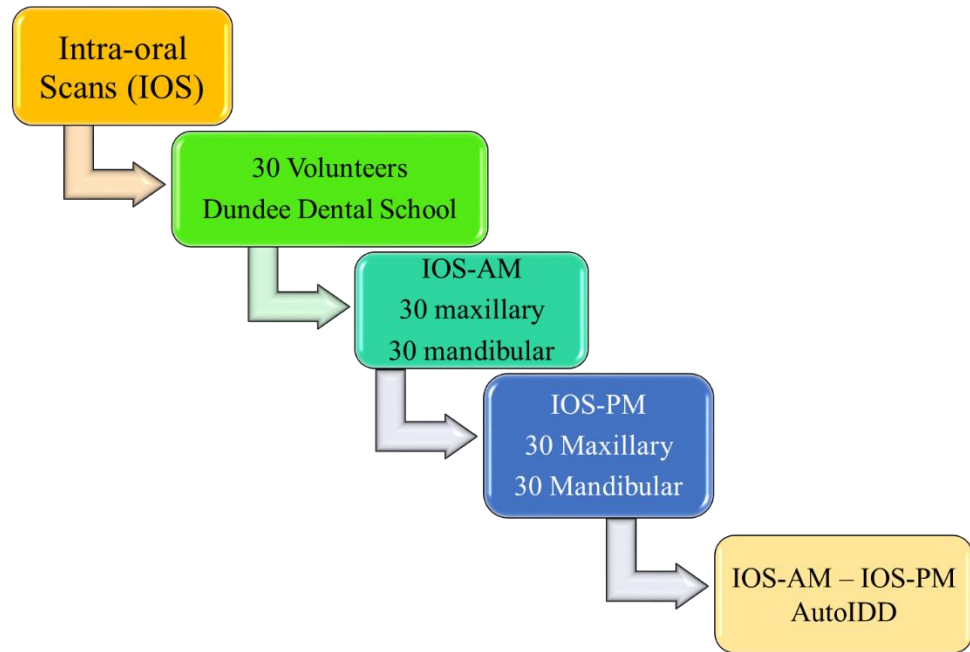 Intra-oral
Scans (IOS)
30 Volunteers
Dundee Dental School
IOS-AM
30 maxillary
30 mandibular
IOS-PM
30 Maxillary
30 Mandibular
IOS-AM – IOS-PM
AutoIDD